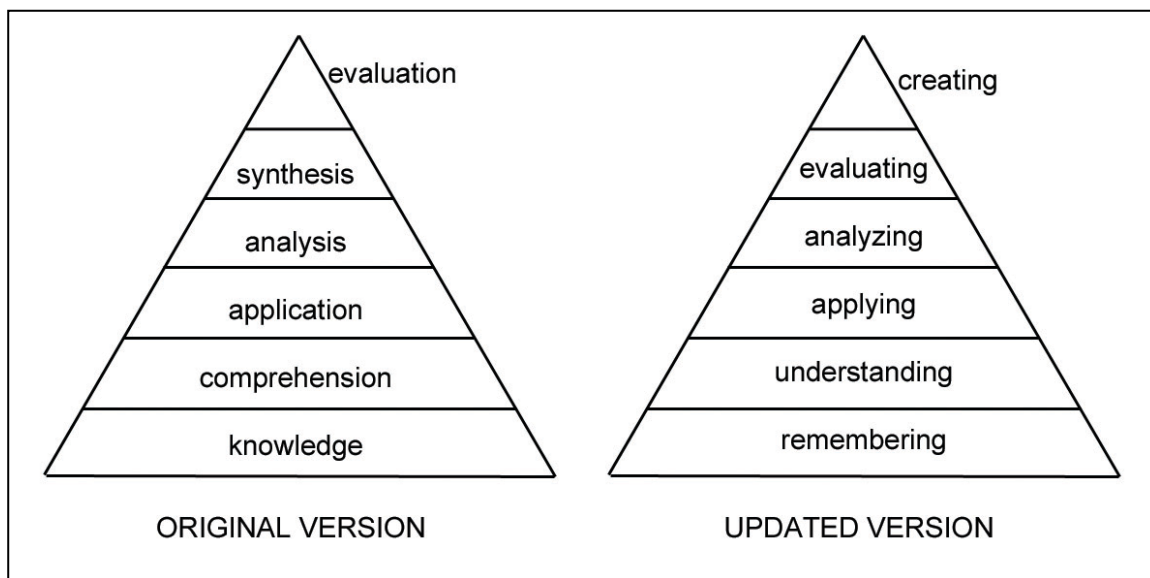 evaluation
synthesis
analysis
application
comprehension
knowledge
ORIGINAL VERSION
creating
evaluating
analyzing
applying
understanding
remembering
UPDATED VERSION